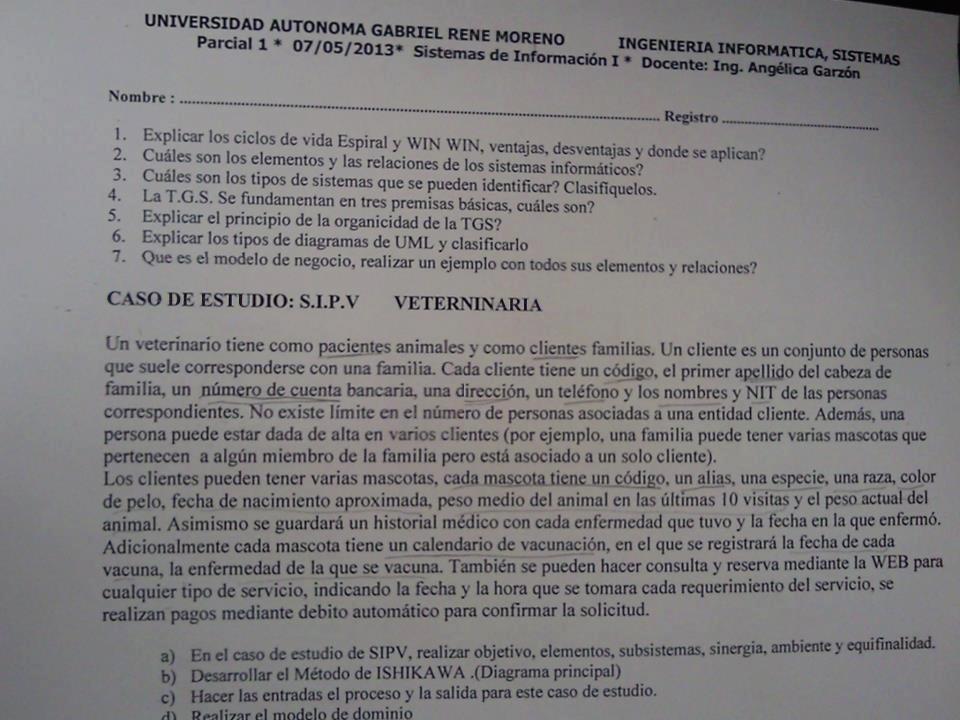 UNIVERSIDAD AUTONOMA GABRIEL RENE MORENO INGENIERIA INFORMATICA, SISTEMAS
Parcial 1 * 07/05/2013* Sistemas de Información I * Docente: Ing. Angélica Garzón
Nombre : ........................................................................................................ Registro ........................................
1. Explicar los ciclos de vida Espiral y WIN WIN, ventajas, desventajas y donde se aplican?
2. Cuáles son los elementos y las relaciones de los sistemas informáticos?
3. Cuáles son los tipos de sistemas que se pueden identificar? Clasifíquelos.
4. La T.G.S. Se fundamentan en tres premisas básicas, cuáles son?
5. Explicar el principio de la organicidad de la TGS?
6. Explicar los tipos de diagramas de UML y clasificarlo
7. Que es el modelo de negocio, realizar un ejemplo con todos sus elementos y relaciones?
CASO DE ESTUDIO: S.I.P.V VETERNINARIA
Un veterinario tiene como pacientes animales y como clientes familias. Un cliente es un conjunto de personas
que suele corresponderse con una familia. Cada cliente tiene un código, el primer apellido del cabeza de
familia, un número de cuenta bancaria, una dirección, un teléfono y los nombres y NIT de las personas
correspondientes. No existe límite en el número de personas asociadas a una entidad cliente. Además, una
persona puede estar dada de alta en varios clientes (por ejemplo, una familia puede tener varias mascotas que
pertenecen a algún miembro de la familia pero está asociado a un solo cliente).
Los clientes pueden tener varias mascotas, cada mascota tiene un código, un alias, una especie, una raza, color
de pelo, fecha de nacimiento aproximada, peso medio del animal en las últimas 10 visitas y el peso actual del
animal. Asimismo se guardará un historial médico con cada enfermedad que tuvo y la fecha en la que enfermó.
Adicionalmente cada mascota tiene un calendario de vacunación, en el que se registrará la fecha de cada
vacuna, la enfermedad de la que se vacuna. También se pueden hacer consulta y reserva mediante la WEB para
cualquier tipo de servicio, indicando la fecha y la hora que se tomara cada requerimiento del servicio, se
realizan pagos mediante debito automático para confirmar la solicitud.
a) En el caso de estudio de SIPV, realizar objetivo, elementos, subsistemas, sinergia, ambiente y equifinalidad.
b) Desarrollar el Método de ISHIKAWA .(Diagrama principal)
c) Hacer las entradas el proceso y la salida para este caso de estudio.
d) Realizar el modelo de dominio